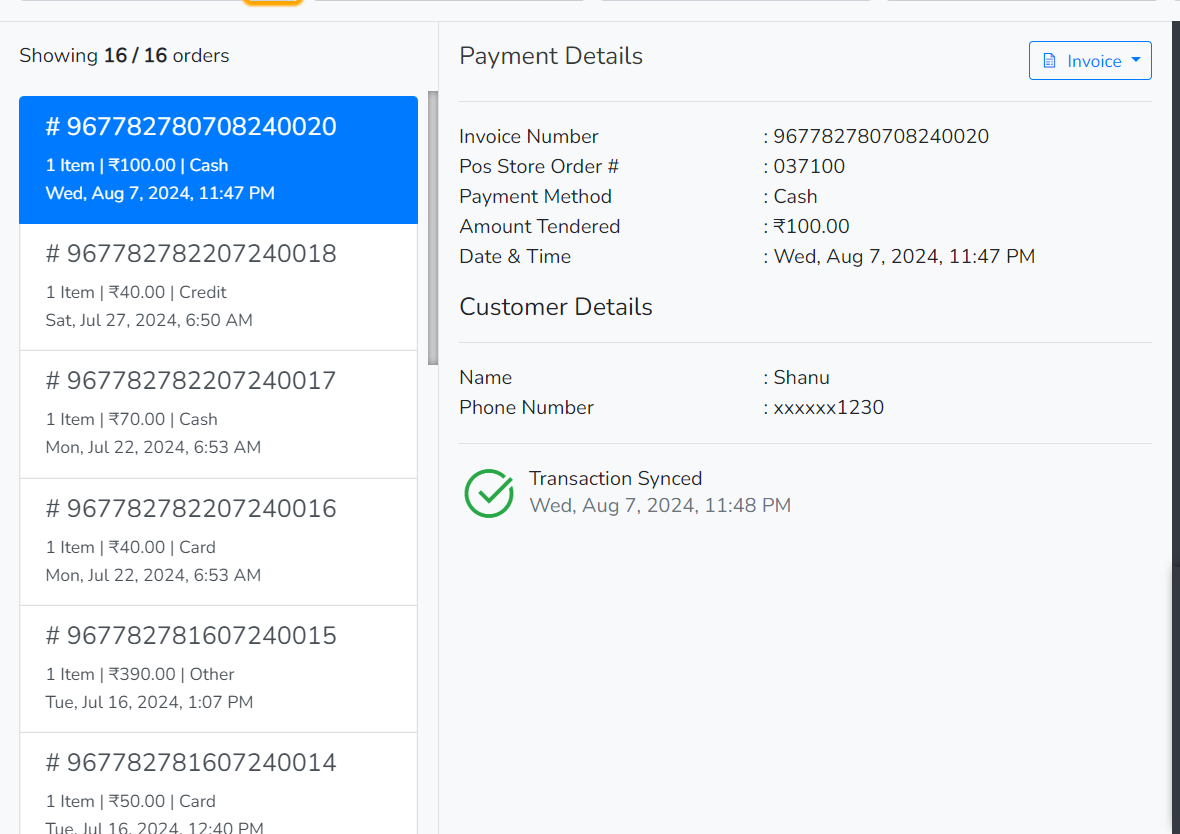 Showing 16 / 16 orders
# 967782780708240020
1 Item | ₹100.00 | Cash
Wed, Aug 7, 2024, 11:47 PM
# 967782782207240018
1 Item | ₹40.00 | Credit
Sat, Jul 27, 2024, 6:50 AM
# 967782782207240017
1 Item | ₹70.00 | Cash
Mon, Jul 22, 2024, 6:53 AM
# 967782782207240016
1 Item | ₹40.00 | Card
Mon, Jul 22, 2024, 6:53 AM
# 967782781607240015
1 Item | ₹390.00 | Other
Tue, Jul 16, 2024, 1:07 PM
# 967782781607240014
1 Item | ₹50.00 | Card
Tue, Jul 16, 2024, 12:40 PM
Payment Details
Invoice
Invoice Number : 967782780708240020
Pos Store Order # : 037100
Payment Method : Cash
Amount Tendered : ₹100.00
Date & Time : Wed, Aug 7, 2024, 11:47 PM
Customer Details
Name : Shanu
Phone Number : xxxxxx1230
Transaction Synced
Wed, Aug 7, 2024, 11:48 PM